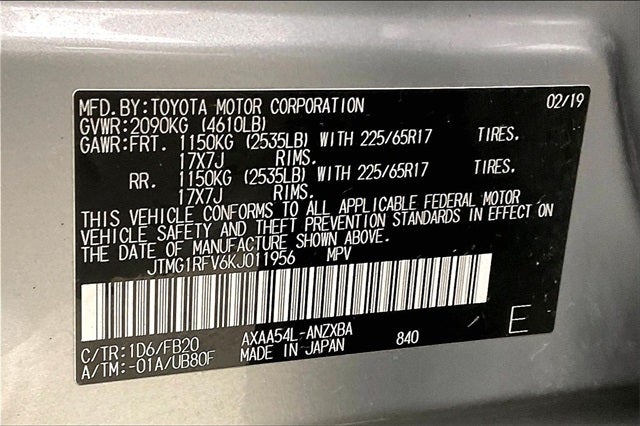 MFD.BY:TOYOTA MOTOR CORPORATION 02/19
GVWR:2090KG (4610LB)
GAWR:FRT. 1150KG (2535LB) WITH 225/65R17 TIRES.
17X7J RIMS.
RR. 1150KG (2535LB) WITH 225/65R17 TIRES.
17X7J RIMS.
THIS VEHICLE CONFORMS TO ALL APPLICABLE FEDERAL MOTOR
VEHICLE SAFETY AND THEFT PREVENTION STANDARDS IN EFFECT ON
THE DATE OF MANUFACTURE SHOWN ABOVE.
JTMG1RFV6KJ011956 MPV
C/TR:1D6/FB20 AXAA54L-ANZXBA 840 E
A/TM:-01A/UB80F MADE IN JAPAN